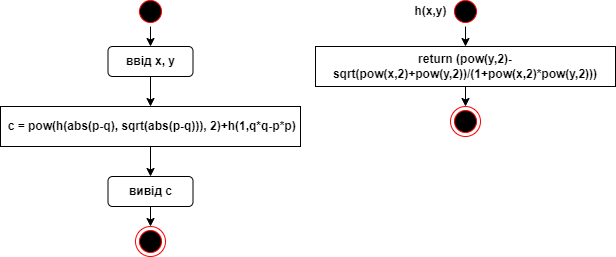 ввід x, y
c = pow(h(abs(p-q), sqrt(abs(p-q))), 2)+h(1,q*q-p*p)
вивід c
h(x,y)
return (pow(y,2)-
sqrt(pow(x,2)+pow(y,2))/(1+pow(x,2)*pow(y,2)))